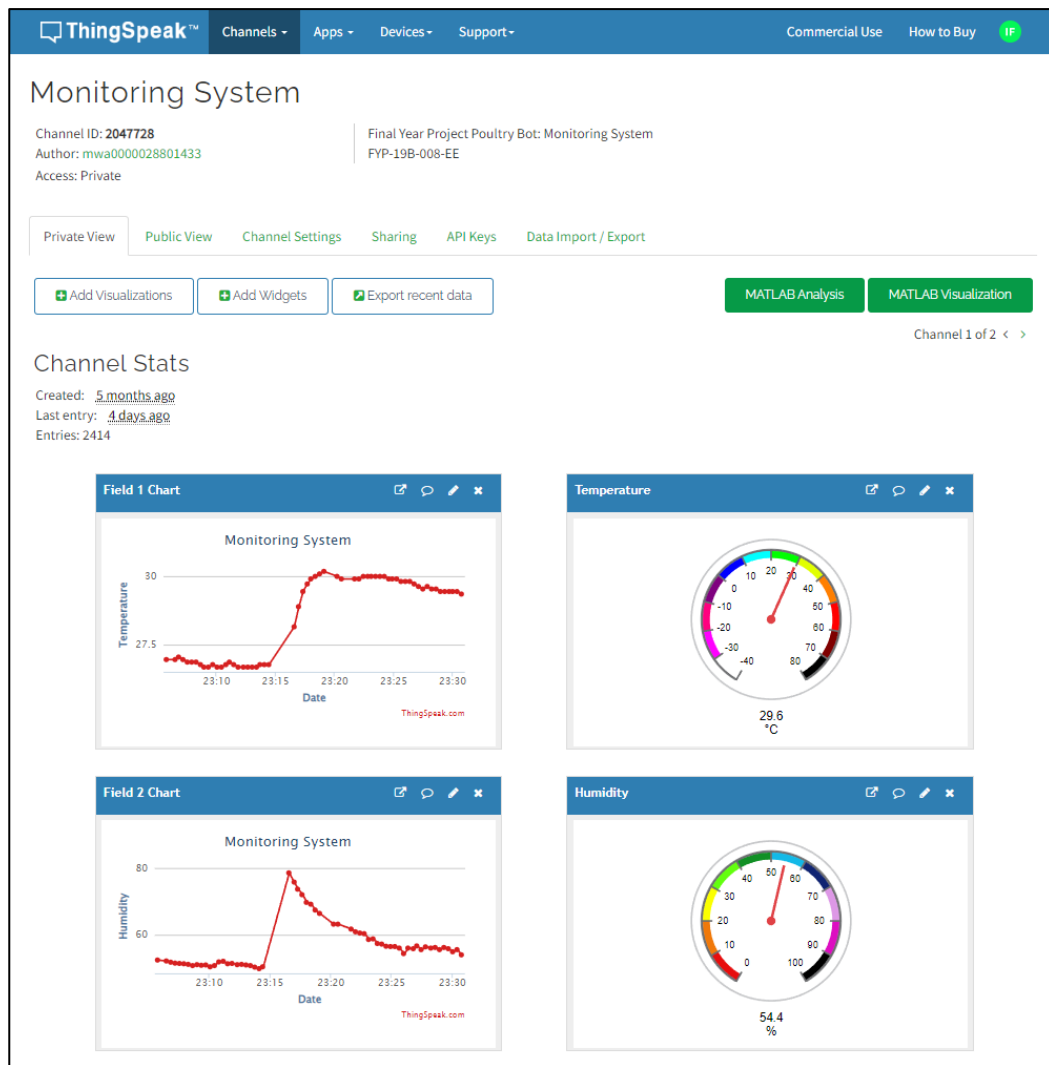 ThingSpeak™ Channels Apps Devices Support Commercial Use How to Buy IF
Monitoring System
Channel ID: 2047728
Author: mwa0000028801433
Access: Private
Final Year Project Poultry Bot: Monitoring System
FYP-19B-008-EE
Private View Public View Channel Settings Sharing API Keys Data Import / Export
Add Visualizations Add Widgets Export recent data MATLAB Analysis MATLAB Visualization
Channel 1 of 2 < >
Channel Stats
Created: 5 months ago
Last entry: 4 days ago
Entries: 2414
Field 1 Chart
Monitoring System
Temperature
30
27.5
23:10 23:15 23:20 23:25 23:30
Date
ThingSpeak.com
Temperature
-40 -30 -20 -10 0 10 20 30 40 50 60 70 80
29.6
°C
Field 2 Chart
Monitoring System
Humidity
80
60
23:10 23:15 23:20 23:25 23:30
Date
ThingSpeak.com
Humidity
0 10 20 30 40 50 60 70 80 90 100
54.4
%